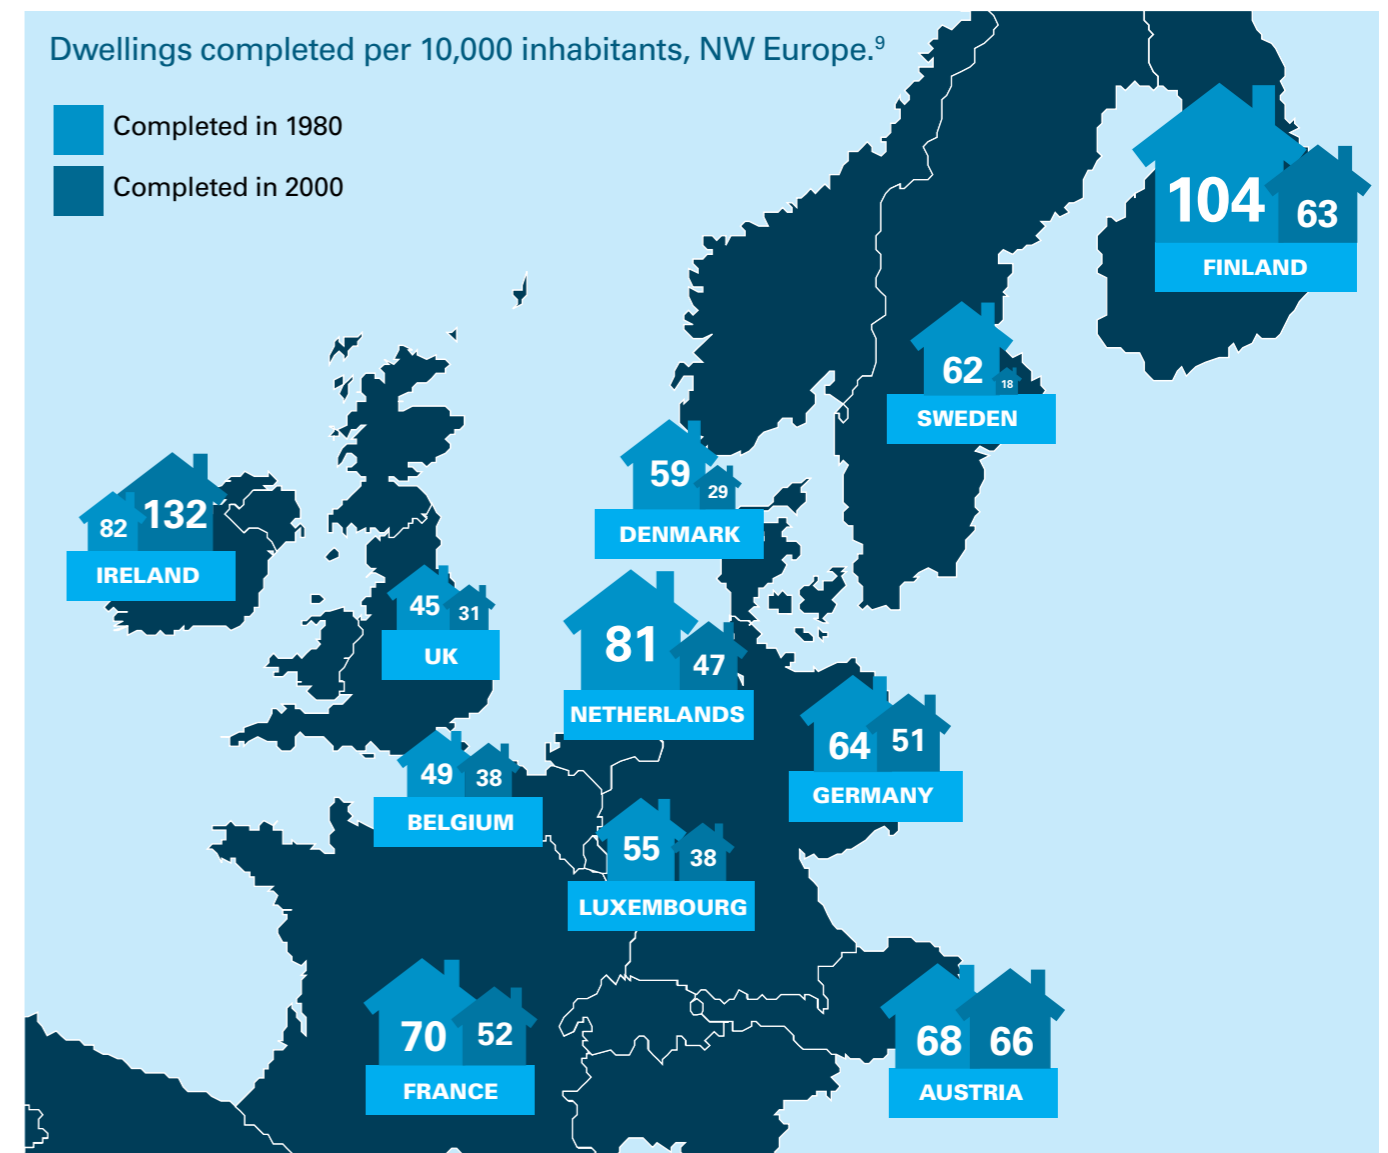 Dwellings completed per 10,000 inhabitants, NW Europe.⁹
Completed in 1980
Completed in 2000
104
63
FINLAND
62
18
SWEDEN
59
29
DENMARK
82
132
IRELAND
45
31
UK
81
47
NETHERLANDS
64
51
GERMANY
49
38
BELGIUM
55
38
LUXEMBOURG
70
52
FRANCE
68
66
AUSTRIA